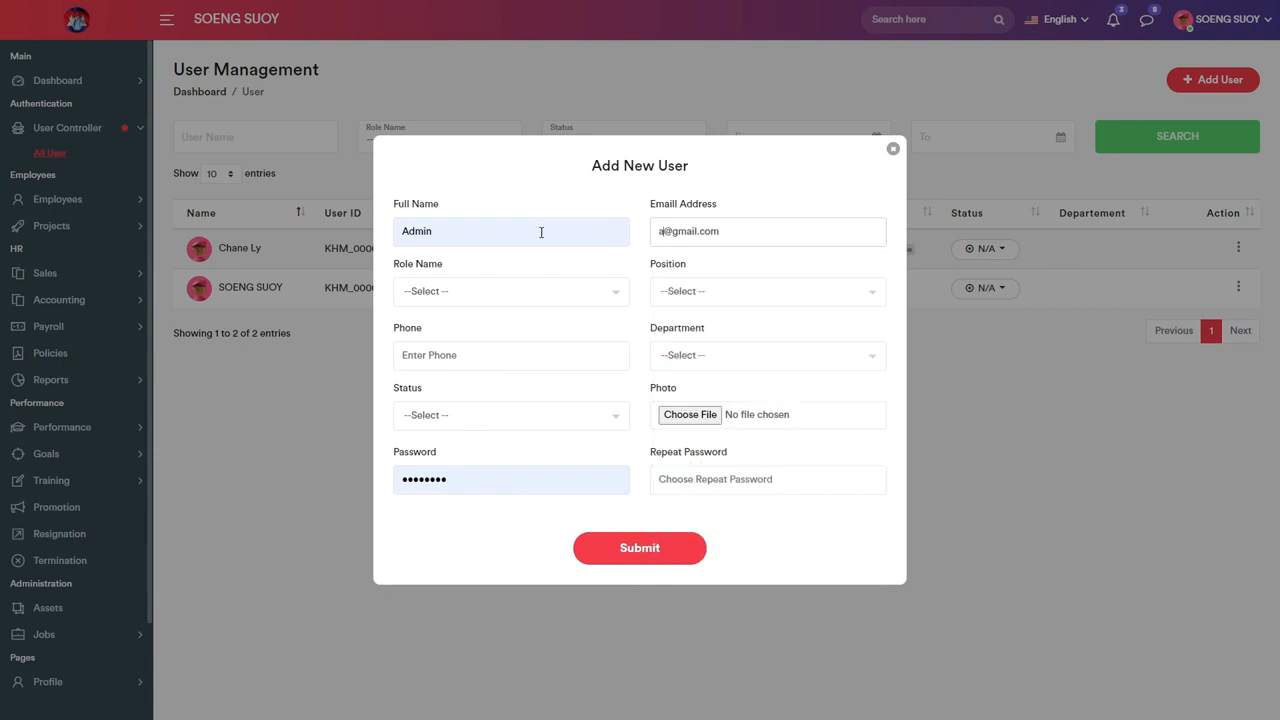 SOENG SUOY
Search here
English
3
8
SOENG SUOY
Main
Dashboard
Authentication
User Controller
All User
Employees
Employees
Projects
HR
Sales
Accounting
Payroll
Policies
Reports
Performance
Performance
Goals
Training
Promotion
Resignation
Termination
Administration
Assets
Jobs
Pages
Profile
User Management
Dashboard / User
+ Add User
User Name
Role Name
Status
To
SEARCH
Show 10 entries
Name
User ID
Status
Departement
Action
Chane Ly
N/A
SOENG SUOY
N/A
Showing 1 to 2 of 2 entries
Previous 1 Next
Add New User
Full Name
Emaill Address
Admin
a@gmail.com
Role Name
Position
--Select --
--Select --
Phone
Department
Enter Phone
--Select --
Status
Photo
--Select --
Choose File No file chosen
Password
Repeat Password
••••••••
Choose Repeat Password
Submit